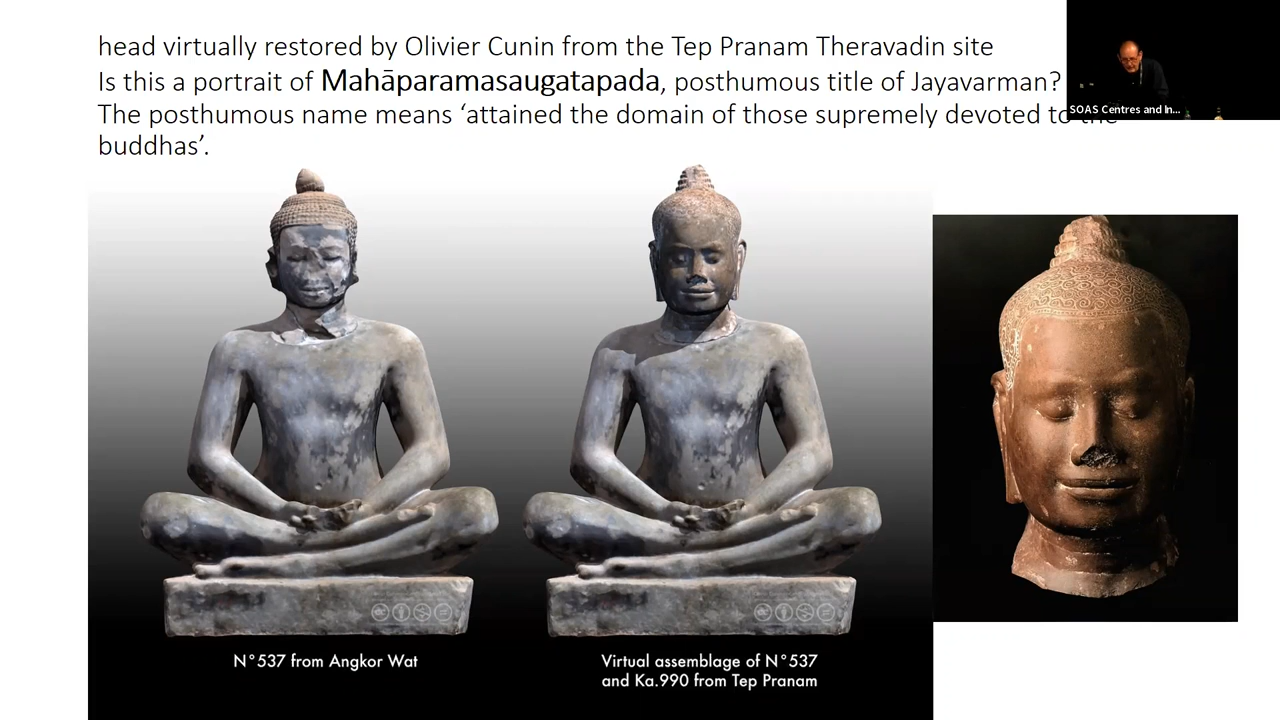 head virtually restored by Olivier Cunin from the Tep Pranam Theravadin site
Is this a portrait of Mahāparamasaugatapada, posthumous title of Jayavarman?
The posthumous name means ‘attained the domain of those supremely devoted to the
buddhas’.
SOAS Centres and In...
N°537 from Angkor Wat
Virtual assemblage of N°537
and Ka.990 from Tep Pranam